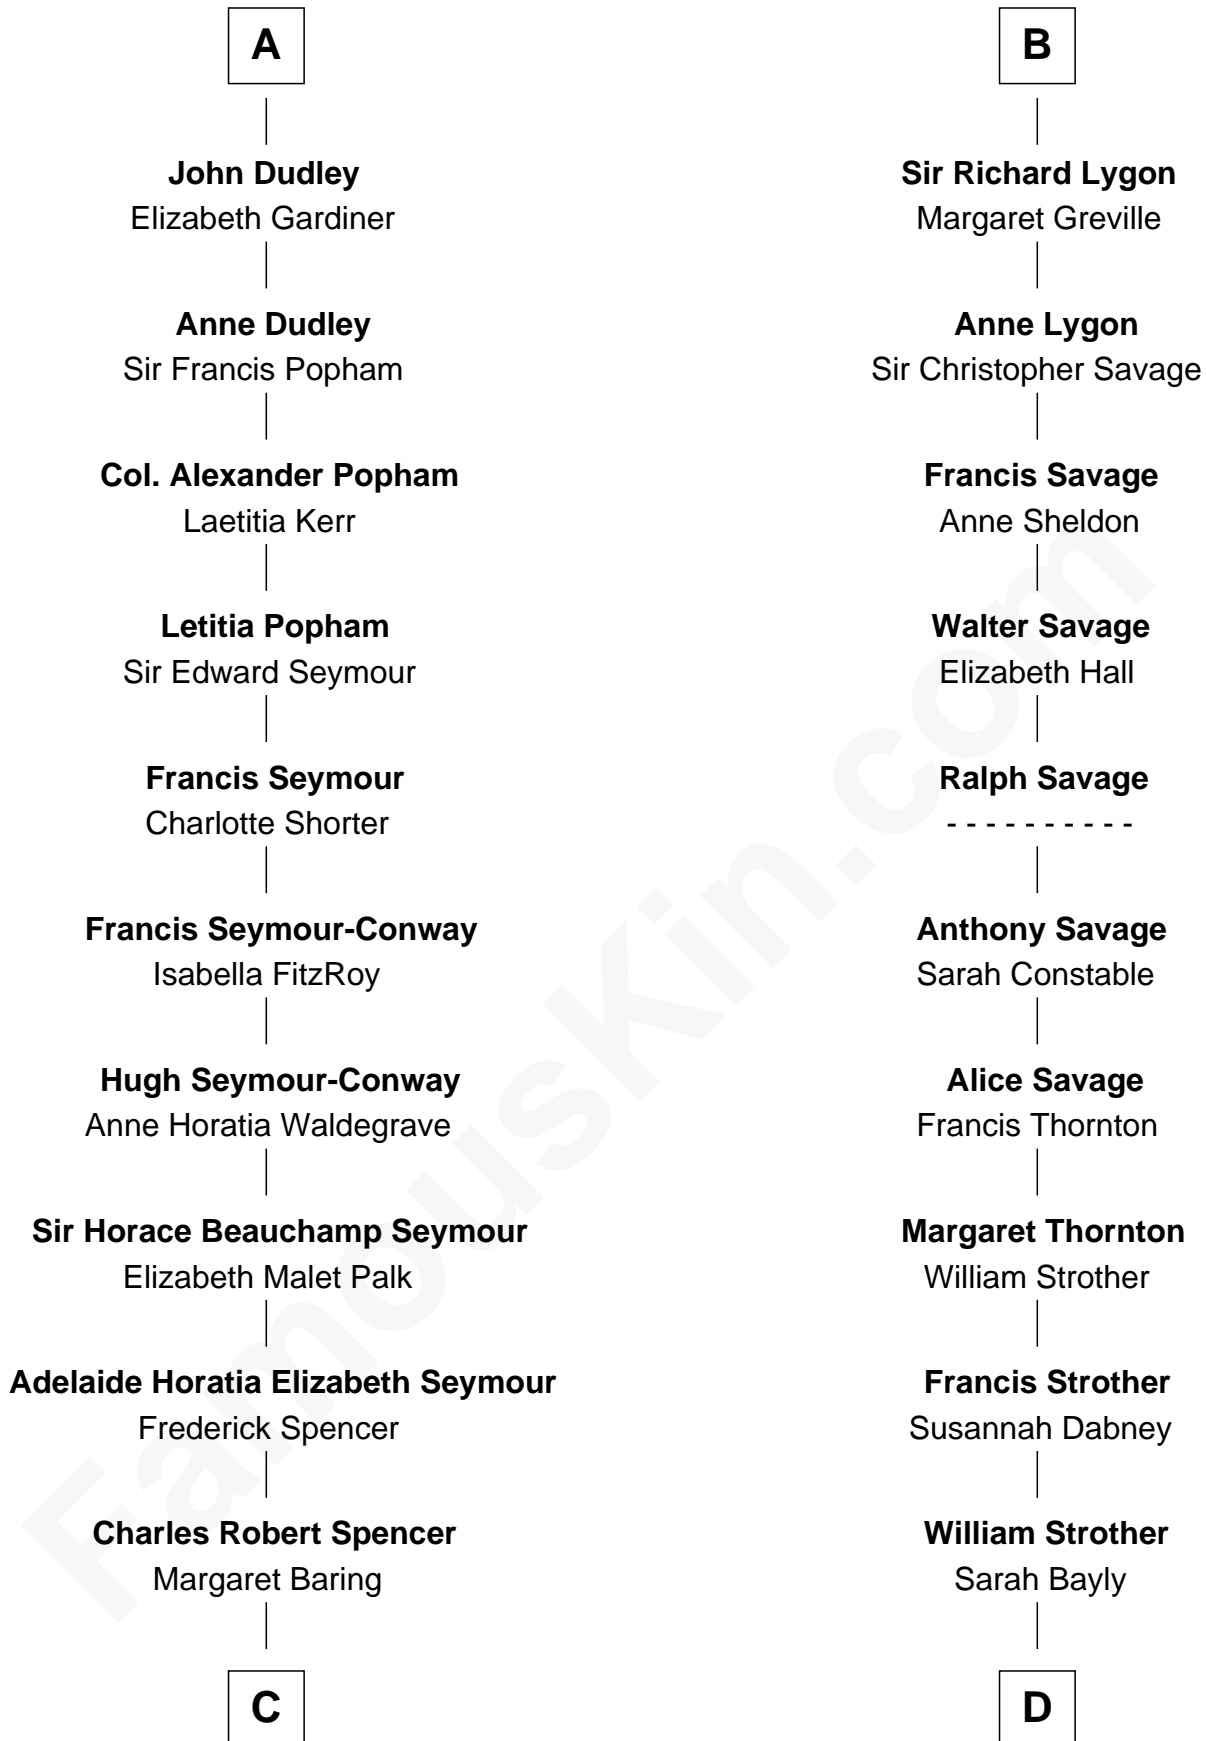 A
John Dudley
Elizabeth Gardiner
Anne Dudley
Sir Francis Popham
Col. Alexander Popham
Laetitia Kerr
Letitia Popham
Sir Edward Seymour
Francis Seymour
Charlotte Shorter
Francis Seymour-Conway
Isabella FitzRoy
Hugh Seymour-Conway
Anne Horatia Waldegrave
Sir Horace Beauchamp Seymour
Elizabeth Malet Palk
Adelaide Horatia Elizabeth Seymour
Frederick Spencer
Charles Robert Spencer
Margaret Baring
C
B
Sir Richard Lygon
Margaret Greville
Anne Lygon
Sir Christopher Savage
Francis Savage
Anne Sheldon
Walter Savage
Elizabeth Hall
Ralph Savage
- - - - - - - - - -
Anthony Savage
Sarah Constable
Alice Savage
Francis Thornton
Margaret Thornton
William Strother
Francis Strother
Susannah Dabney
William Strother
Sarah Bayly
D
FamousKin.com